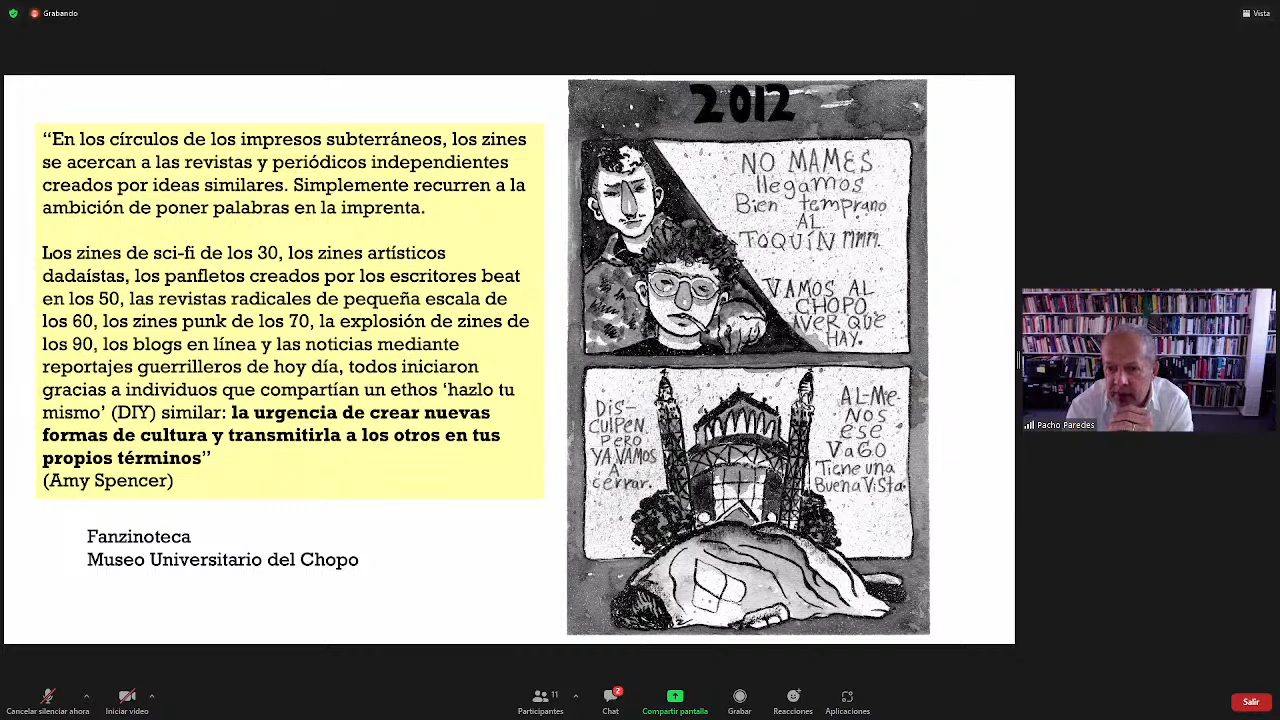 Grabando
Vista
“En los círculos de los impresos subterráneos, los zines
se acercan a las revistas y periódicos independientes
creados por ideas similares. Simplemente recurren a la
ambición de poner palabras en la imprenta.
Los zines de sci-fi de los 30, los zines artísticos
dadaístas, los panfletos creados por los escritores beat
en los 50, las revistas radicales de pequeña escala de
los 60, los zines punk de los 70, la explosión de zines de
los 90, los blogs en línea y las noticias mediante
reportajes guerrilleros de hoy día, todos iniciaron
gracias a individuos que compartían un ethos ‘hazlo tu
mismo’ (DIY) similar: la urgencia de crear nuevas
formas de cultura y transmitirla a los otros en tus
propios términos”
(Amy Spencer)
Fanzinoteca
Museo Universitario del Chopo
2012
NO MAMES
llegamos
Bien temprano
AL
TOQUÍN MMM.
VAMOS AL
CHOPO
AVER QUE
HAY.
DIS-
CULPEN
PERO
YA VAMOS
A
cerrar.
AL-ME-
NOS
ESE
VAGO
Tiene una
Buena Vista.
Pacho Paredes
Cancelar silenciar ahora
Iniciar video
11
Participantes
2
Chat
Compartir pantalla
Grabar
Reacciones
Aplicaciones
Salir